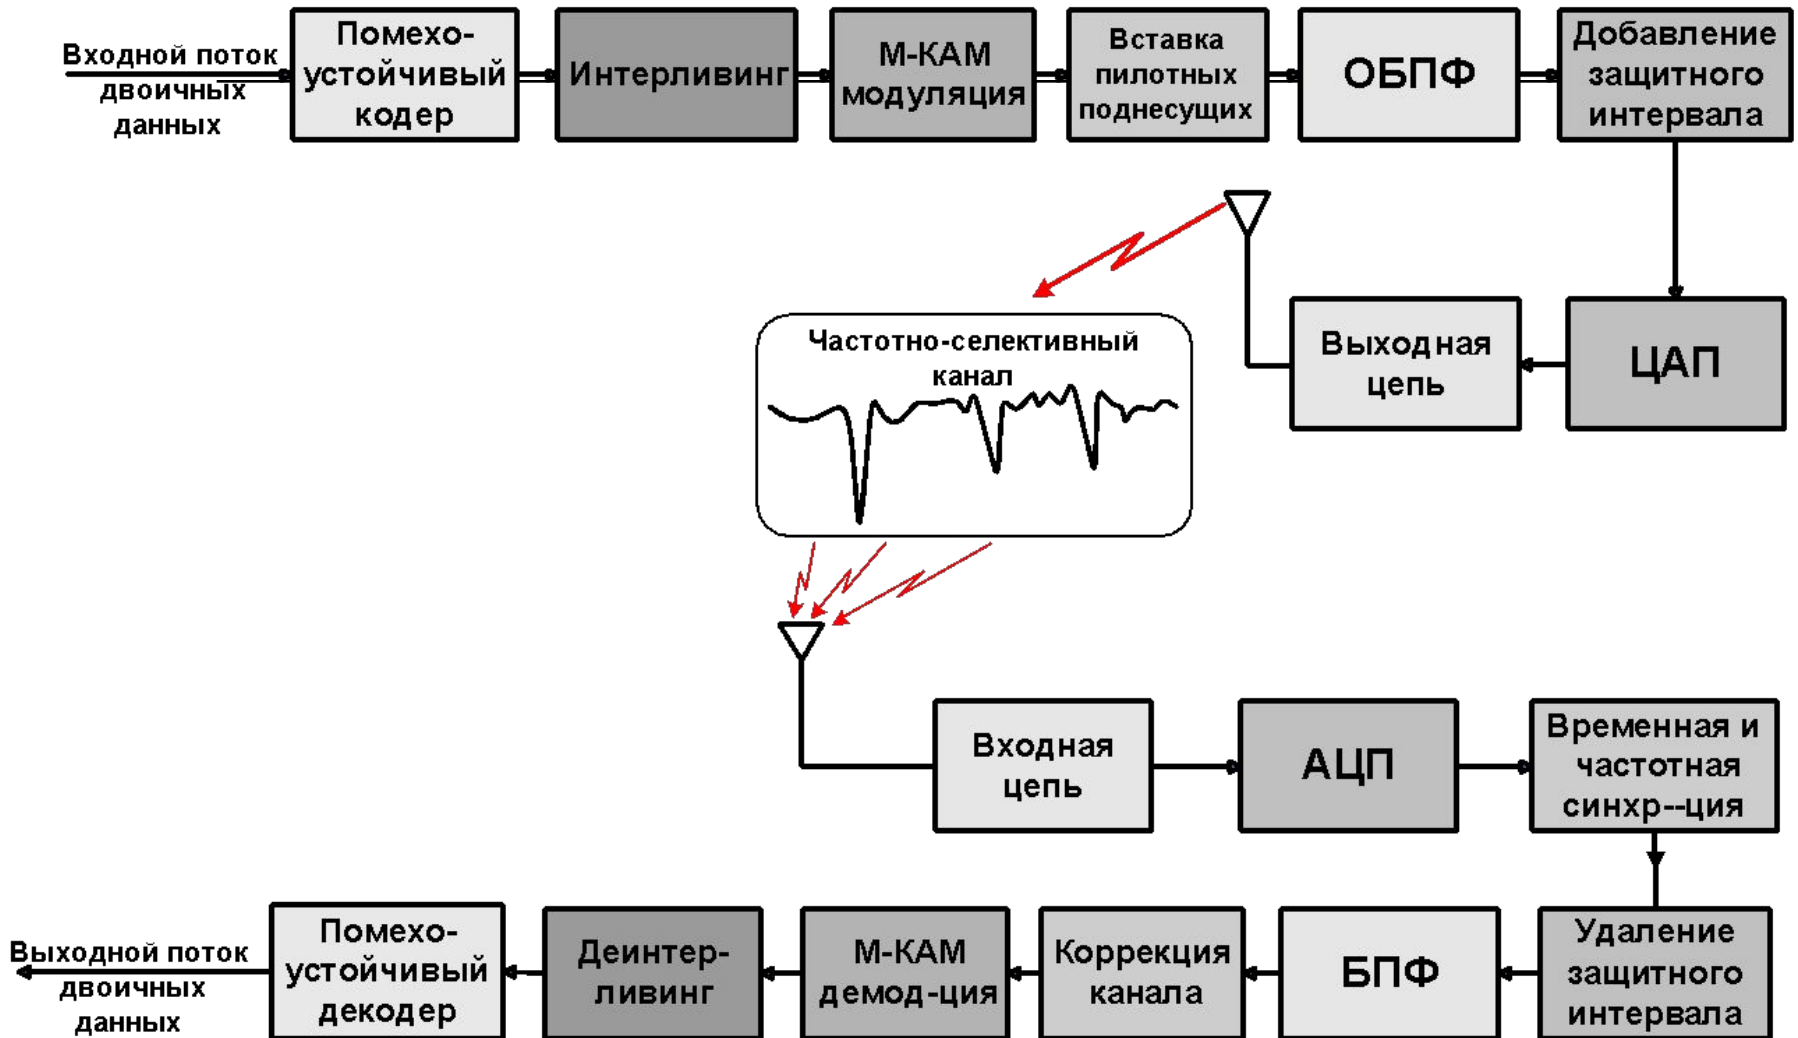 Входной поток
двоичных
данных
Помехо-
устойчивый
кодер
Интерливинг
М-КАМ
модуляция
Вставка
пилотных
поднесущих
ОБПФ
Добавление
защитного
интервала
ЦАП
Выходная
цепь
Частотно-селективный
канал
Входная
цепь
АЦП
Временная и
частотная
синхр--ция
Удаление
защитного
интервала
БПФ
Коррекция
канала
М-КАМ
демод-ция
Деинтер-
ливинг
Помехо-
устойчивый
декодер
Выходной поток
двоичных
данных